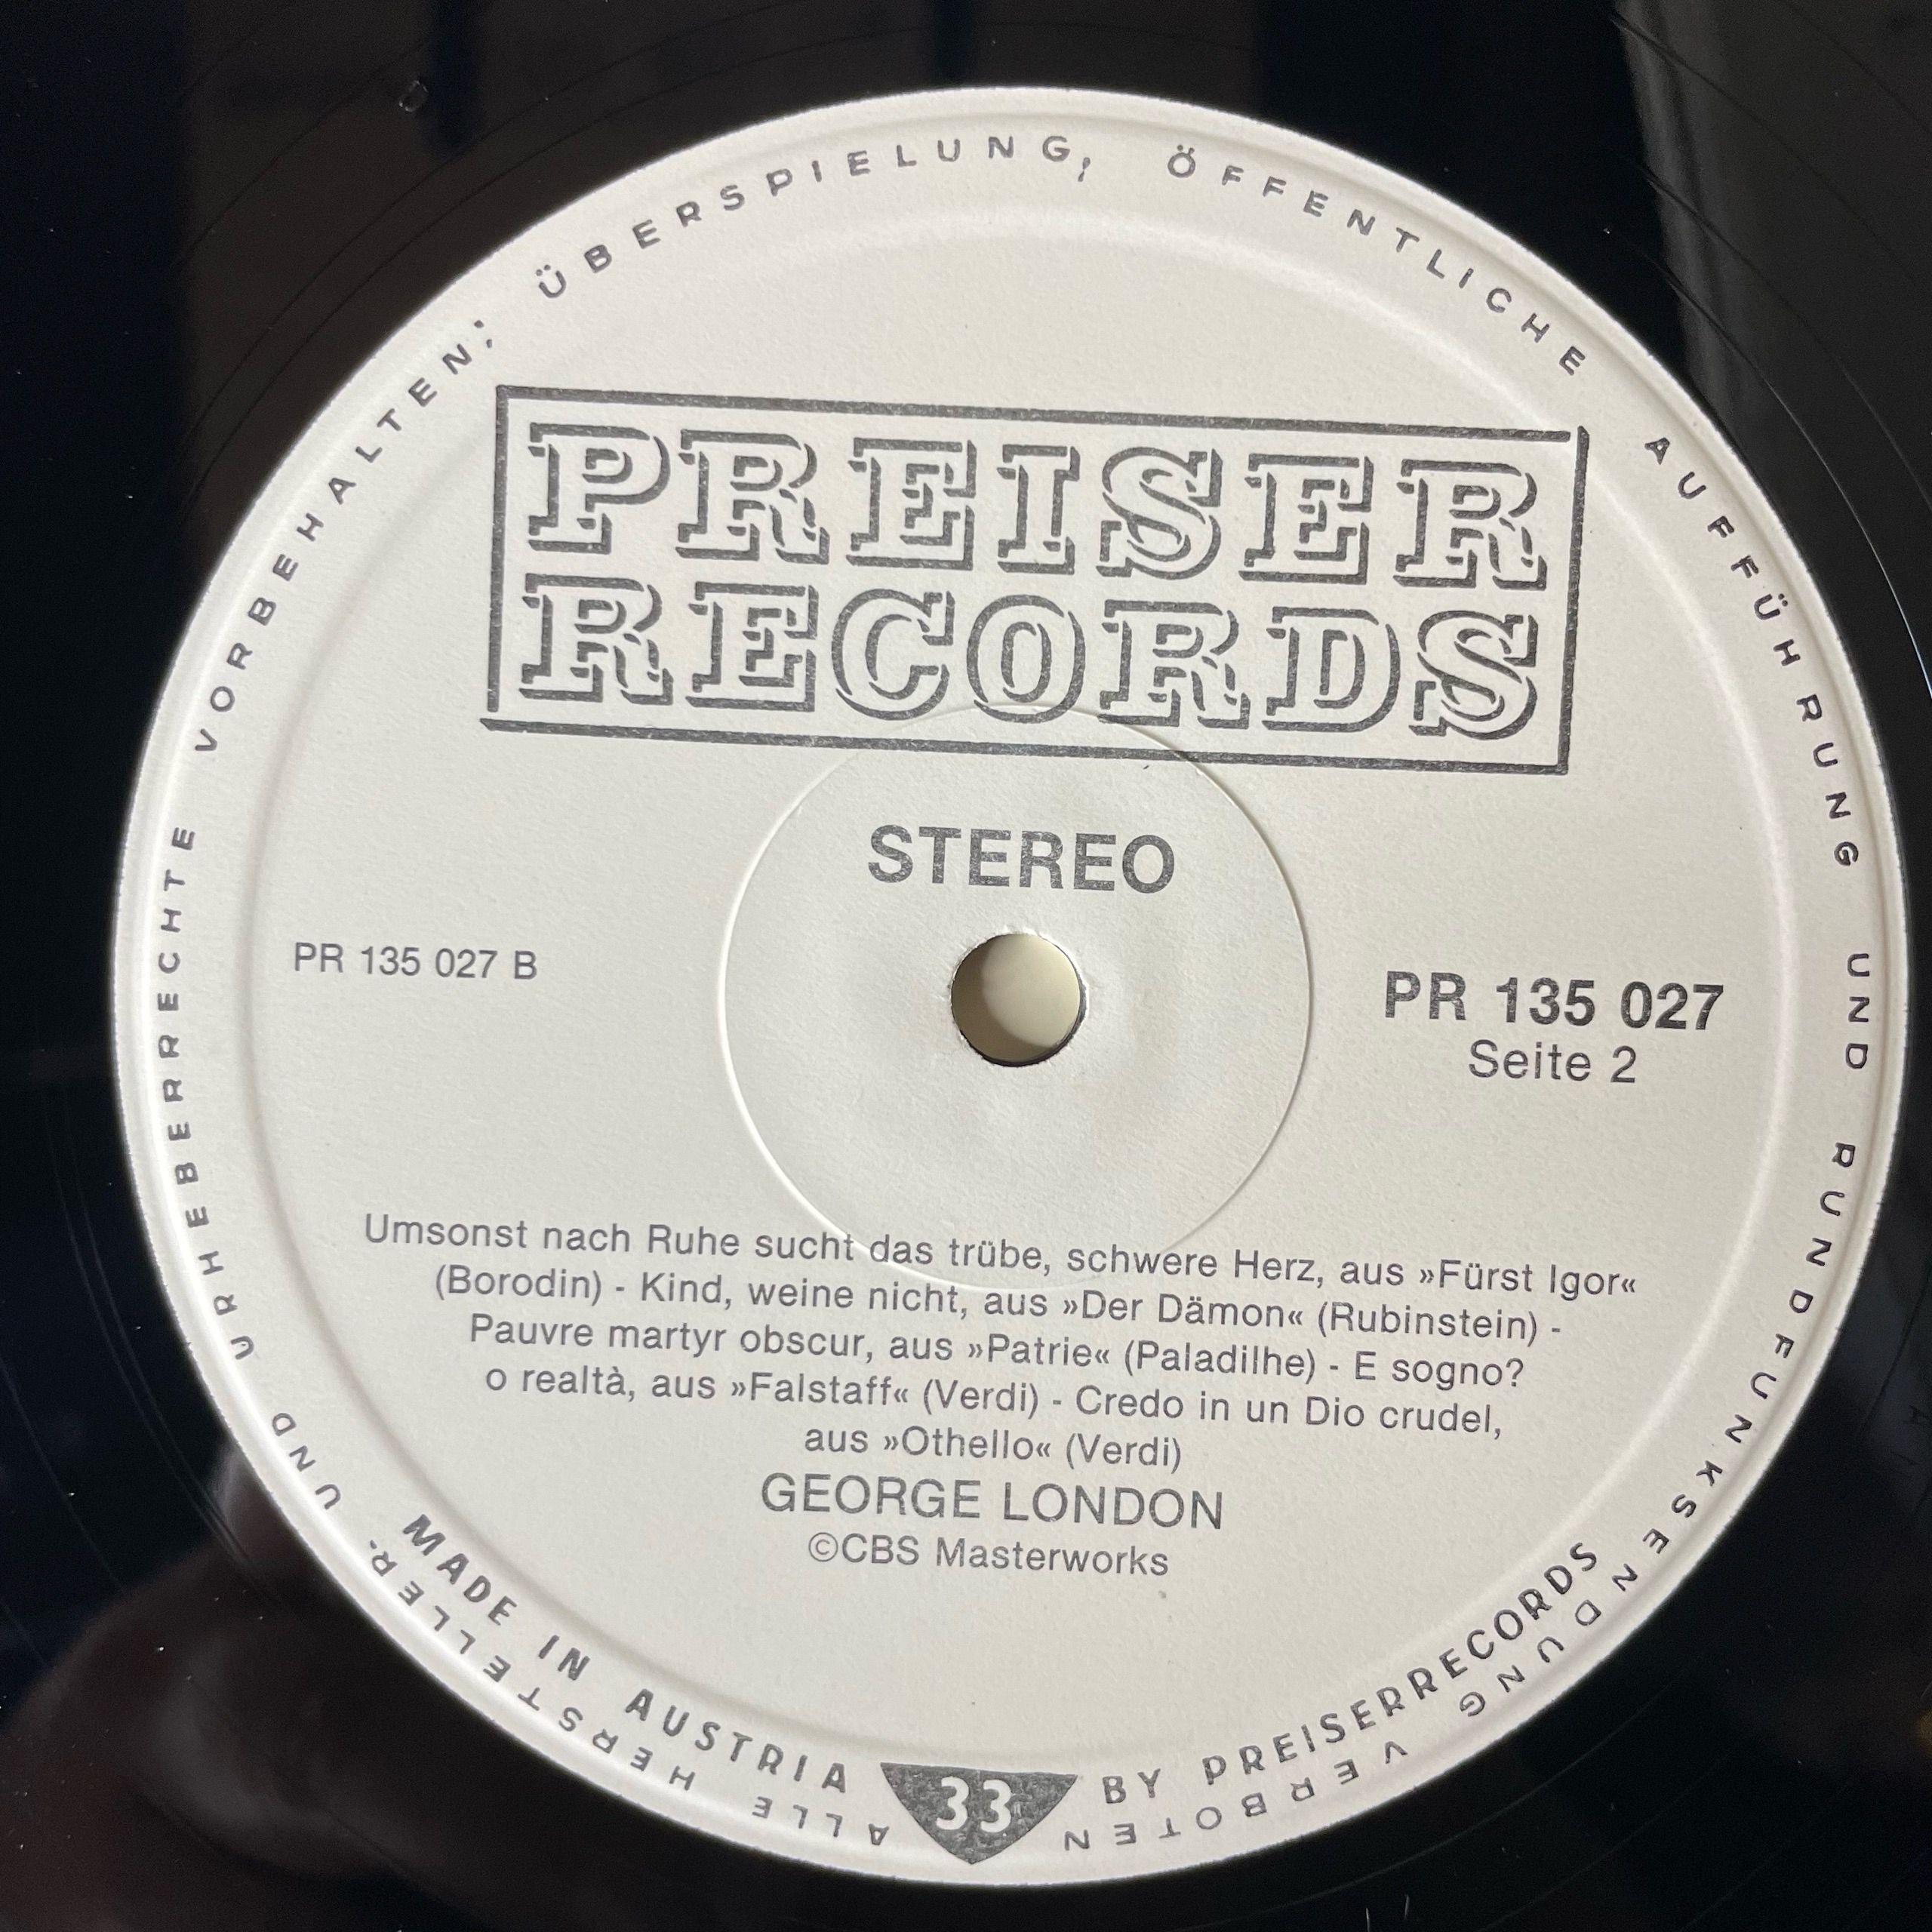 ALLE HERSTELLER- UND URHEBERRECHTE VORBEHALTEN; ÜBERSPIELUNG, ÖFFENTLICHE AUFFÜHRUNG UND RUNDFUNKSENDUNG VERBOTEN
PREISER
RECORDS
STEREO
PR 135 027 B
PR 135 027
Seite 2
Umsonst nach Ruhe sucht das trübe, schwere Herz, aus »Fürst Igor«
(Borodin) - Kind, weine nicht, aus »Der Dämon« (Rubinstein) -
Pauvre martyr obscur, aus »Patrie« (Paladilhe) - E sogno?
o realtà, aus »Falstaff« (Verdi) - Credo in un Dio crudel,
aus »Othello« (Verdi)
GEORGE LONDON
©CBS Masterworks
MADE IN AUSTRIA
33
BY PREISERRECORDS